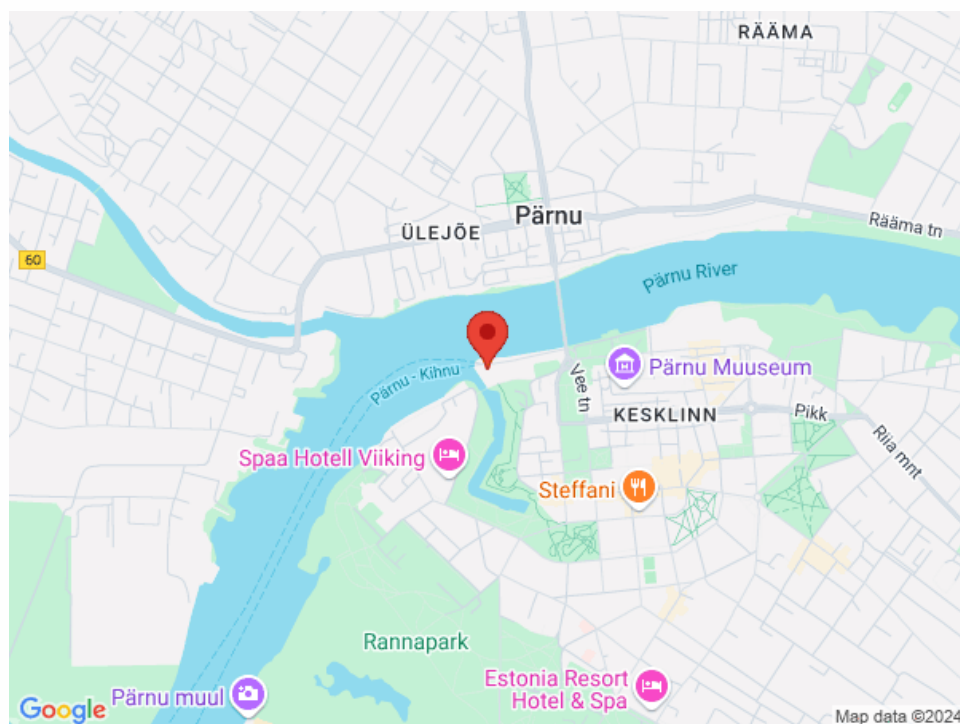 RÄÄMA
Pärnu
ÜLEJÕE
Rääma tn
60
Pärnu River
Pärnu - Kihnu
Vee tn
Pärnu Muuseum
KESKLINN
Pikk
Riia mnt
Spaa Hotell Viiking
Steffani
Rannapark
Estonia Resort
Hotel & Spa
Pärnu muul
Google
Map data ©2024